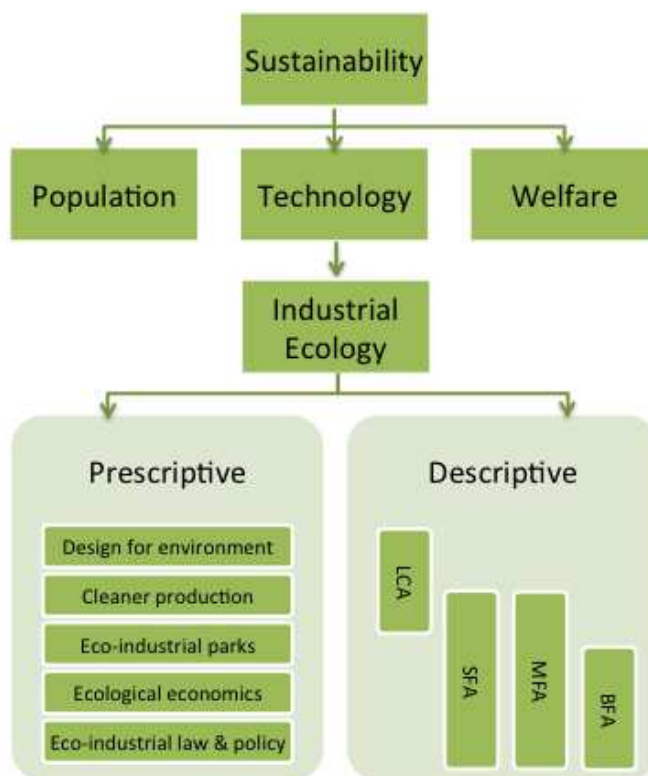 Sustainability
Population
Technology
Welfare
Industrial
Ecology
Prescriptive
Design for environment
Cleaner production
Eco-industrial parks
Ecological economics
Eco-industrial law & policy
Descriptive
LCA
SFA
MFA
BFA